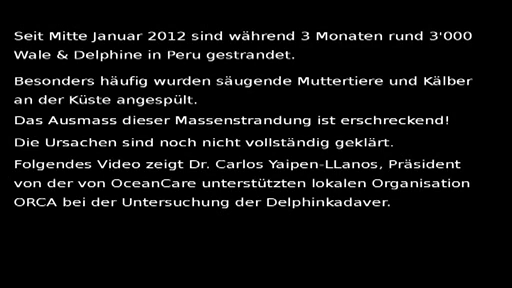 Seit Mitte Januar 2012 sind während 3 Monaten rund 3'000
Wale & Delphine in Peru gestrandet.
Besonders häufig wurden säugende Muttertiere und Kälber
an der Küste angespült.
Das Ausmass dieser Massenstrandung ist erschreckend!
Die Ursachen sind noch nicht vollständig geklärt.
Folgendes Video zeigt Dr. Carlos Yaipen-LLanos, Präsident
von der von OceanCare unterstützten lokalen Organisation
ORCA bei der Untersuchung der Delphinkadaver.